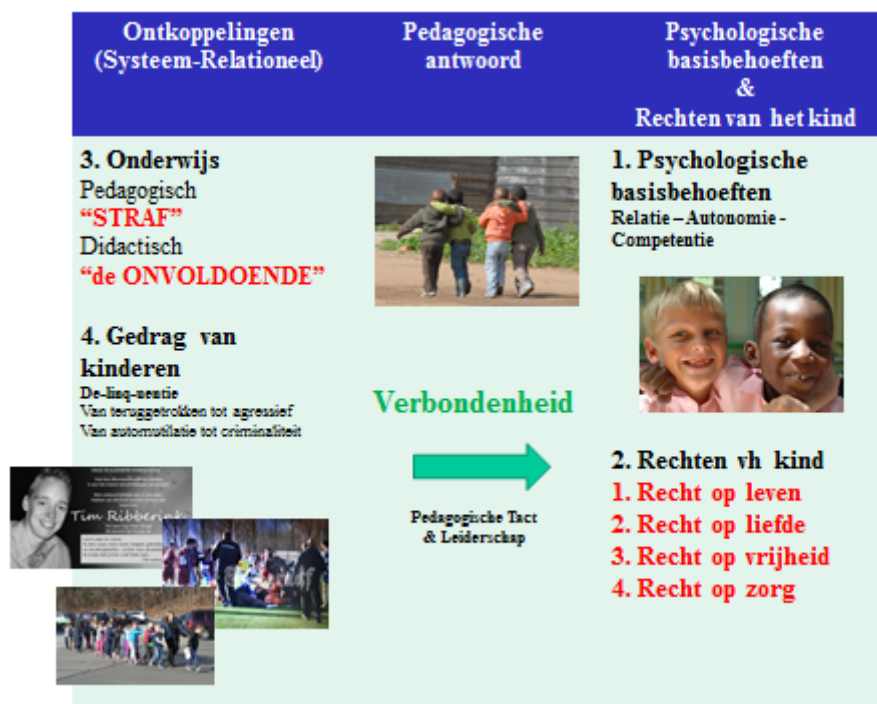 Ontkoppelingen
(Systeem-Relationeel)
Pedagogische
antwoord
Psychologische
basisbehoeften
&
Rechten van het kind
3. Onderwijs
Pedagogisch
“STRAF”
Didactisch
“de ONVOLDOENDE”
4. Gedrag van
kinderen
De-linq-uentie
Van teruggetrokken tot agressief
Van automutilatie tot criminaliteit
Tim Ribberink
Verbondenheid
Pedagogische Tact
& Leiderschap
1. Psychologische
basisbehoeften
Relatie – Autonomie -
Competentie
2. Rechten vh kind
1. Recht op leven
2. Recht op liefde
3. Recht op vrijheid
4. Recht op zorg